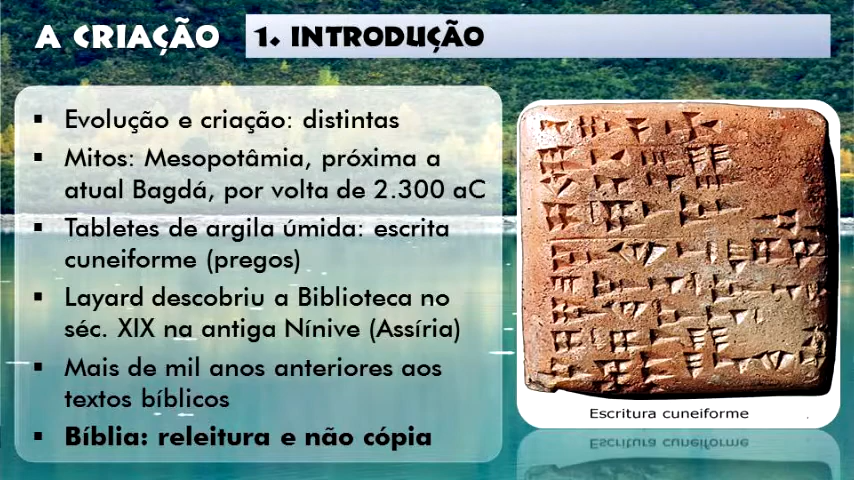 A CRIAÇÃO
1. INTRODUÇÃO
▪ Evolução e criação: distintas
▪ Mitos: Mesopotâmia, próxima a
atual Bagdá, por volta de 2.300 aC
▪ Tabletes de argila úmida: escrita
cuneiforme (pregos)
▪ Layard descobriu a Biblioteca no
séc. XIX na antiga Nínive (Assíria)
▪ Mais de mil anos anteriores aos
textos bíblicos
▪ Bíblia: releitura e não cópia
Escritura cuneiforme